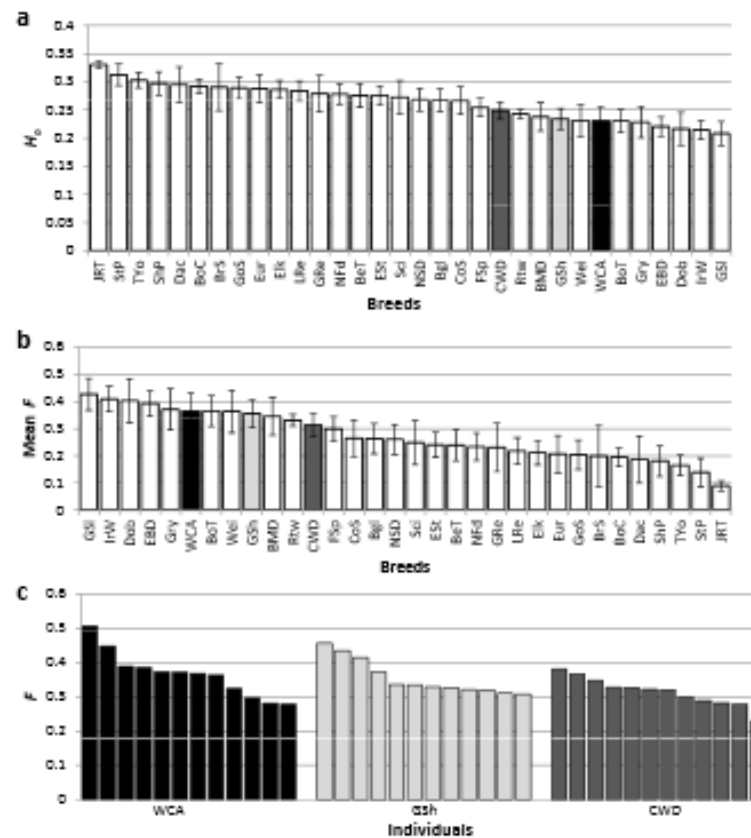 a
0.4
0.35
0.3
0.25
0.2
0.15
0.1
0.05
0
Ho
JRT StP TYo ShP Dac BoC BrS GoS Eur Elk LRe GRe NFd BeT ESt Sci NSD Bgl CoS FSp CWD Rtw BMD GSh Wei WCA BoT Gry EBD Dob IrW GSl
Breeds
b
0.6
0.5
0.4
0.3
0.2
0.1
0
Mean F
GSl IrW Dob EBD Gry WCA BoT Wei GSh BMD Rtw CWD FSp CoS Bgl NSD Sci ESt BeT NFd GRe LRe Elk Eur GoS BrS BoC Dac ShP TYo StP JRT
Breeds
c
0.6
0.5
0.4
0.3
0.2
0.1
0
F
WCA GSh CWD
Individuals